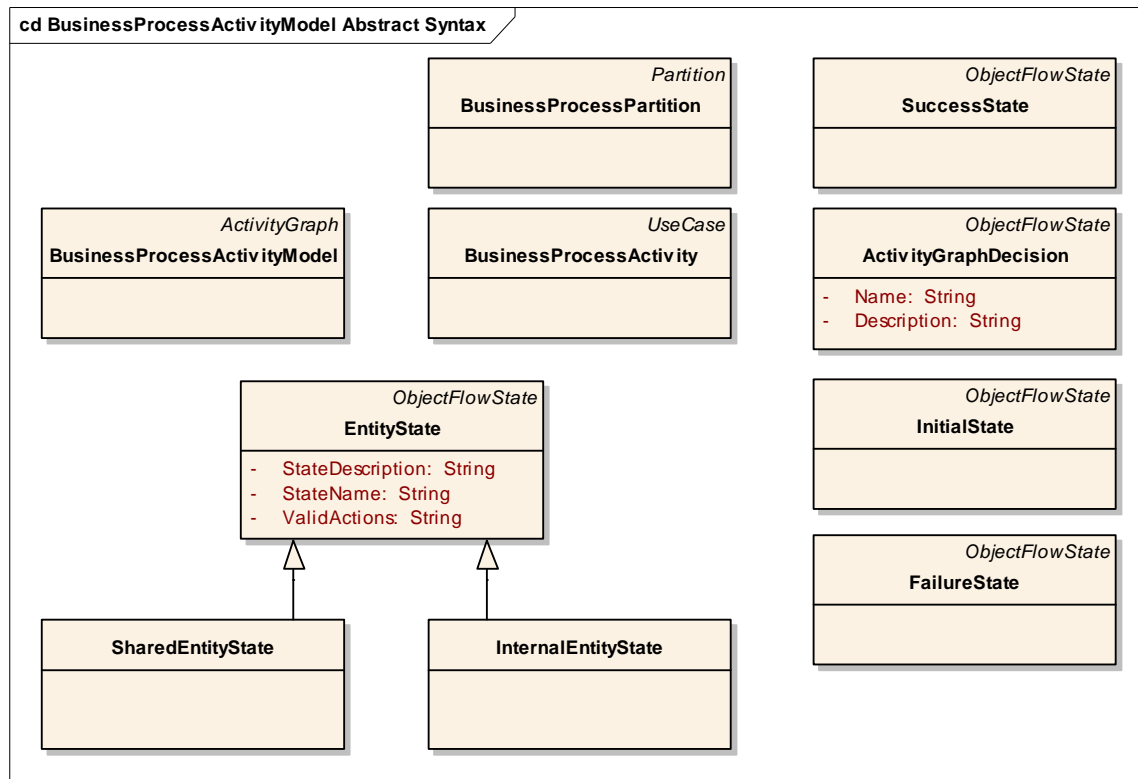 cd BusinessProcessActivityModel Abstract Syntax
Partition
BusinessProcessPartition
ObjectFlowState
SuccessState
ActivityGraph
BusinessProcessActivityModel
UseCase
BusinessProcessActivity
ObjectFlowState
ActivityGraphDecision
- Name: String
- Description: String
ObjectFlowState
EntityState
- StateDescription: String
- StateName: String
- ValidActions: String
ObjectFlowState
InitialState
ObjectFlowState
FailureState
SharedEntityState
InternalEntityState